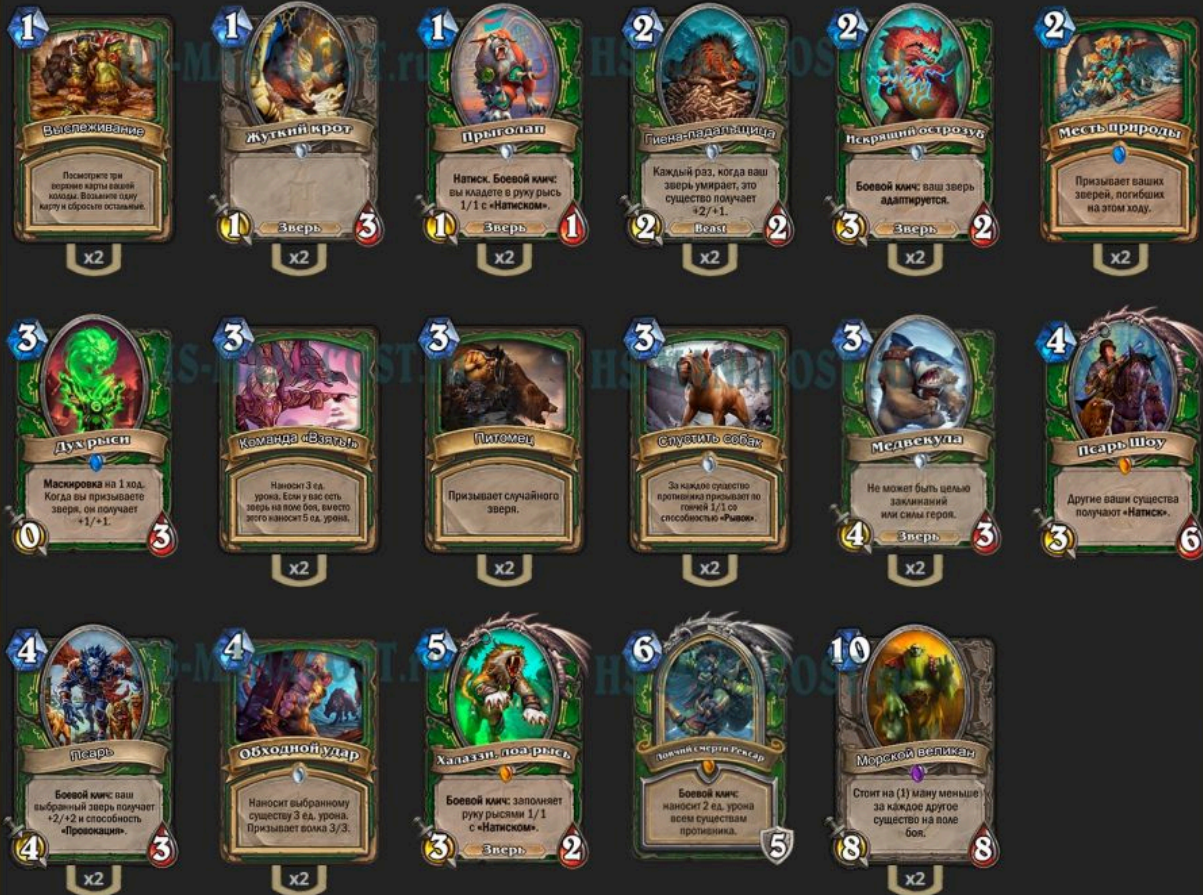 1
Выслеживание
Посмотрите три
верхние карты вашей
колоды. Возьмите одну
карту и сбросьте остальные.
x2
1
Жуткий крот
1
Зверь
3
x2
1
Прыголап
Натиск. Боевой клич:
вы кладете в руку рысь
1/1 с «Натиском».
1
Зверь
1
x2
2
Гиена-падальщица
Каждый раз, когда ваш
зверь умирает, это
существо получает
+2/+1.
2
Beast
2
x2
2
Искрящий острозуб
Боевой клич: ваш зверь
адаптируется.
3
Зверь
2
x2
2
Месть природы
Призывает ваших
зверей, погибших
на этом ходу.
x2
3
Дух рыси
Маскировка на 1 ход.
Когда вы призываете
зверя, он получает
+1/+1.
0
3
3
Команда «Взять!»
Наносит 3 ед.
урона. Если у вас есть
зверь на поле боя, вместо
этого наносит 5 ед. урона.
x2
3
Питомец
Призывает случайного
зверя.
x2
3
Спустить собак
За каждое существо
противника призывает по
гончей 1/1 со
способностью «Рывок».
x2
3
Медвекула
Не может быть целью
заклинаний
или силы героя.
4
Зверь
3
x2
4
Псарь Шоу
Другие ваши существа
получают «Натиск».
3
6
4
Псарь
Боевой клич: ваш
выбранный зверь получает
+2/+2 и способность
«Провокация».
4
3
x2
4
Обходной удар
Наносит выбранному
существу 3 ед. урона.
Призывает волка 3/3.
x2
5
Халаззи, лоа-рысь
Боевой клич: заполняет
руку рысями 1/1
с «Натиском».
3
Зверь
2
6
Ловчий смерти Рексар
Боевой клич:
наносит 2 ед. урона
всем существам
противника.
5
10
Морской великан
Стоит на (1) ману меньше
за каждое другое
существо на поле
боя.
8
8
x2